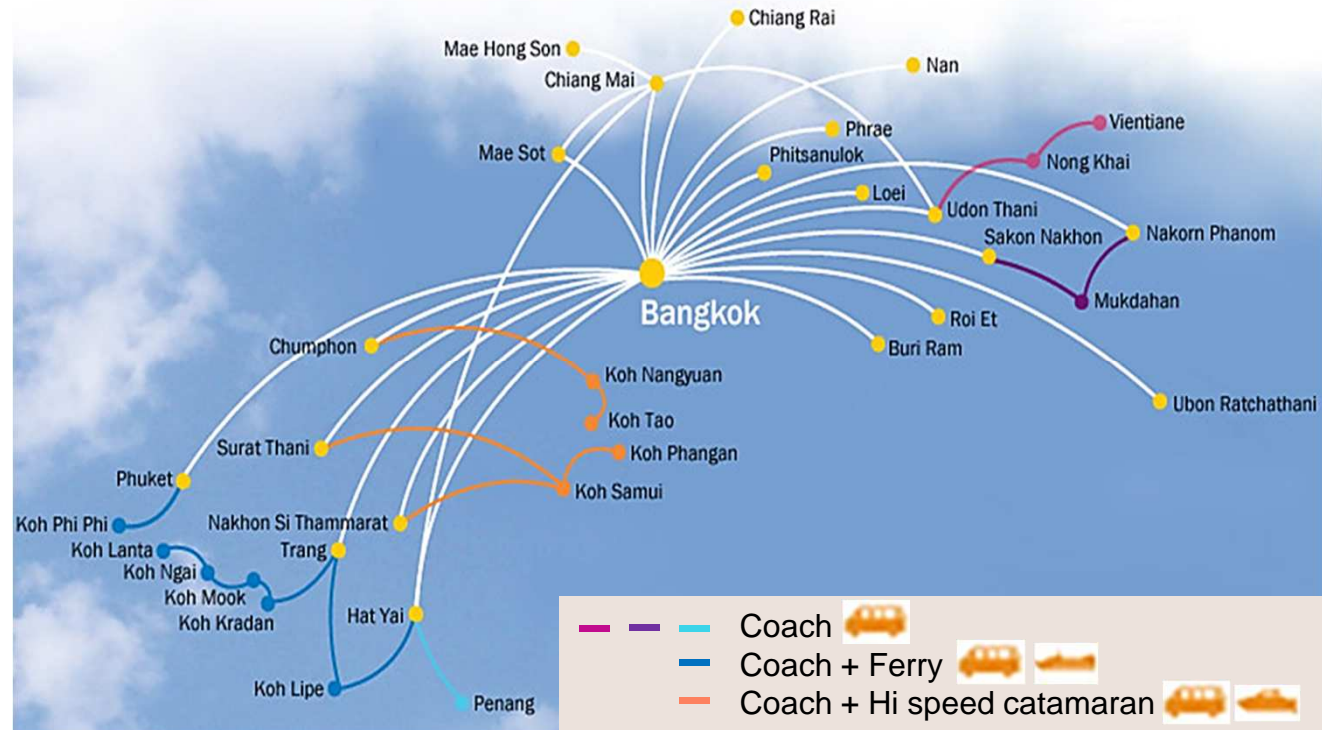 Chiang Rai
Mae Hong Son
Nan
Chiang Mai
Vientiane
Phrae
Mae Sot
Phitsanulok
Nong Khai
Loei
Udon Thani
Sakon Nakhon
Nakorn Phanom
Mukdahan
Bangkok
Roi Et
Chumphon
Buri Ram
Koh Nangyuan
Ubon Ratchathani
Koh Tao
Surat Thani
Koh Phangan
Phuket
Koh Samui
Koh Phi Phi
Nakhon Si Thammarat
Koh Lanta
Trang
Koh Ngai
Koh Mook
Koh Kradan
Hat Yai
Koh Lipe
Penang
Coach
Coach + Ferry
Coach + Hi speed catamaran